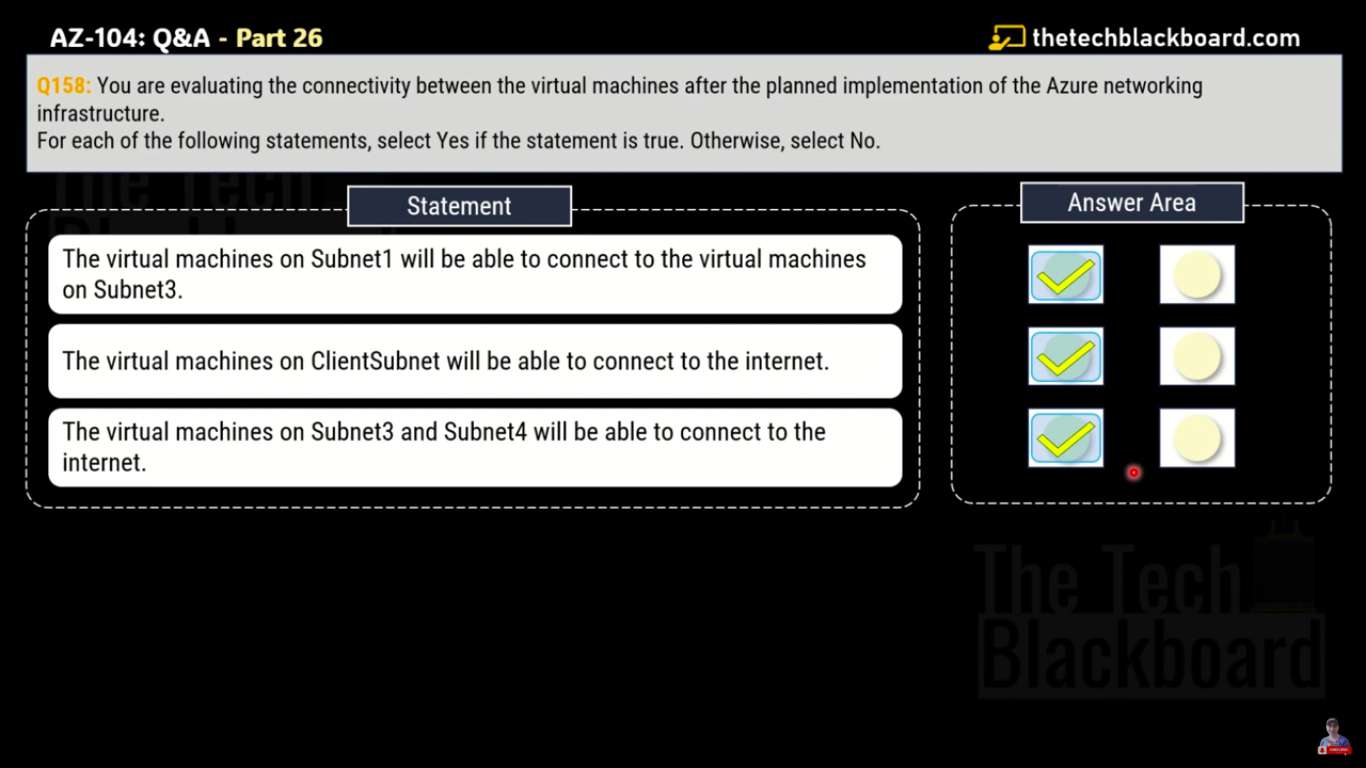 AZ-104: Q&A - Part 26
thetechblackboard.com
Q158: You are evaluating the connectivity between the virtual machines after the planned implementation of the Azure networking
infrastructure.
For each of the following statements, select Yes if the statement is true. Otherwise, select No.
The Tech
Blackboard
Statement
Answer Area
The virtual machines on Subnet1 will be able to connect to the virtual machines
on Subnet3.
The virtual machines on ClientSubnet will be able to connect to the internet.
The virtual machines on Subnet3 and Subnet4 will be able to connect to the
internet.
The Tech
Blackboard
SUBSCRIBE